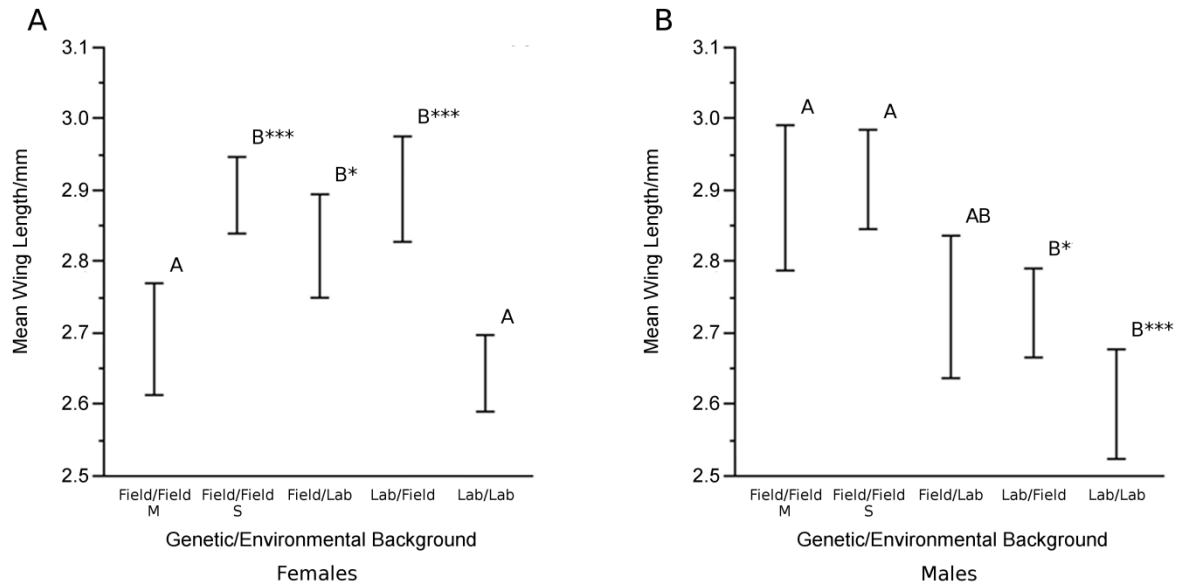 A
3.1
3.0
2.9
2.8
2.7
2.6
2.5
Mean Wing Length/mm
A
B***
B*
B***
A
Field/Field M
Field/Field S
Field/Lab
Lab/Field
Lab/Lab
Genetic/Environmental Background
Females
B
3.1
3.0
2.9
2.8
2.7
2.6
2.5
Mean Wing Length/mm
A
A
AB
B*
B***
Field/Field M
Field/Field S
Field/Lab
Lab/Field
Lab/Lab
Genetic/Environmental Background
Males